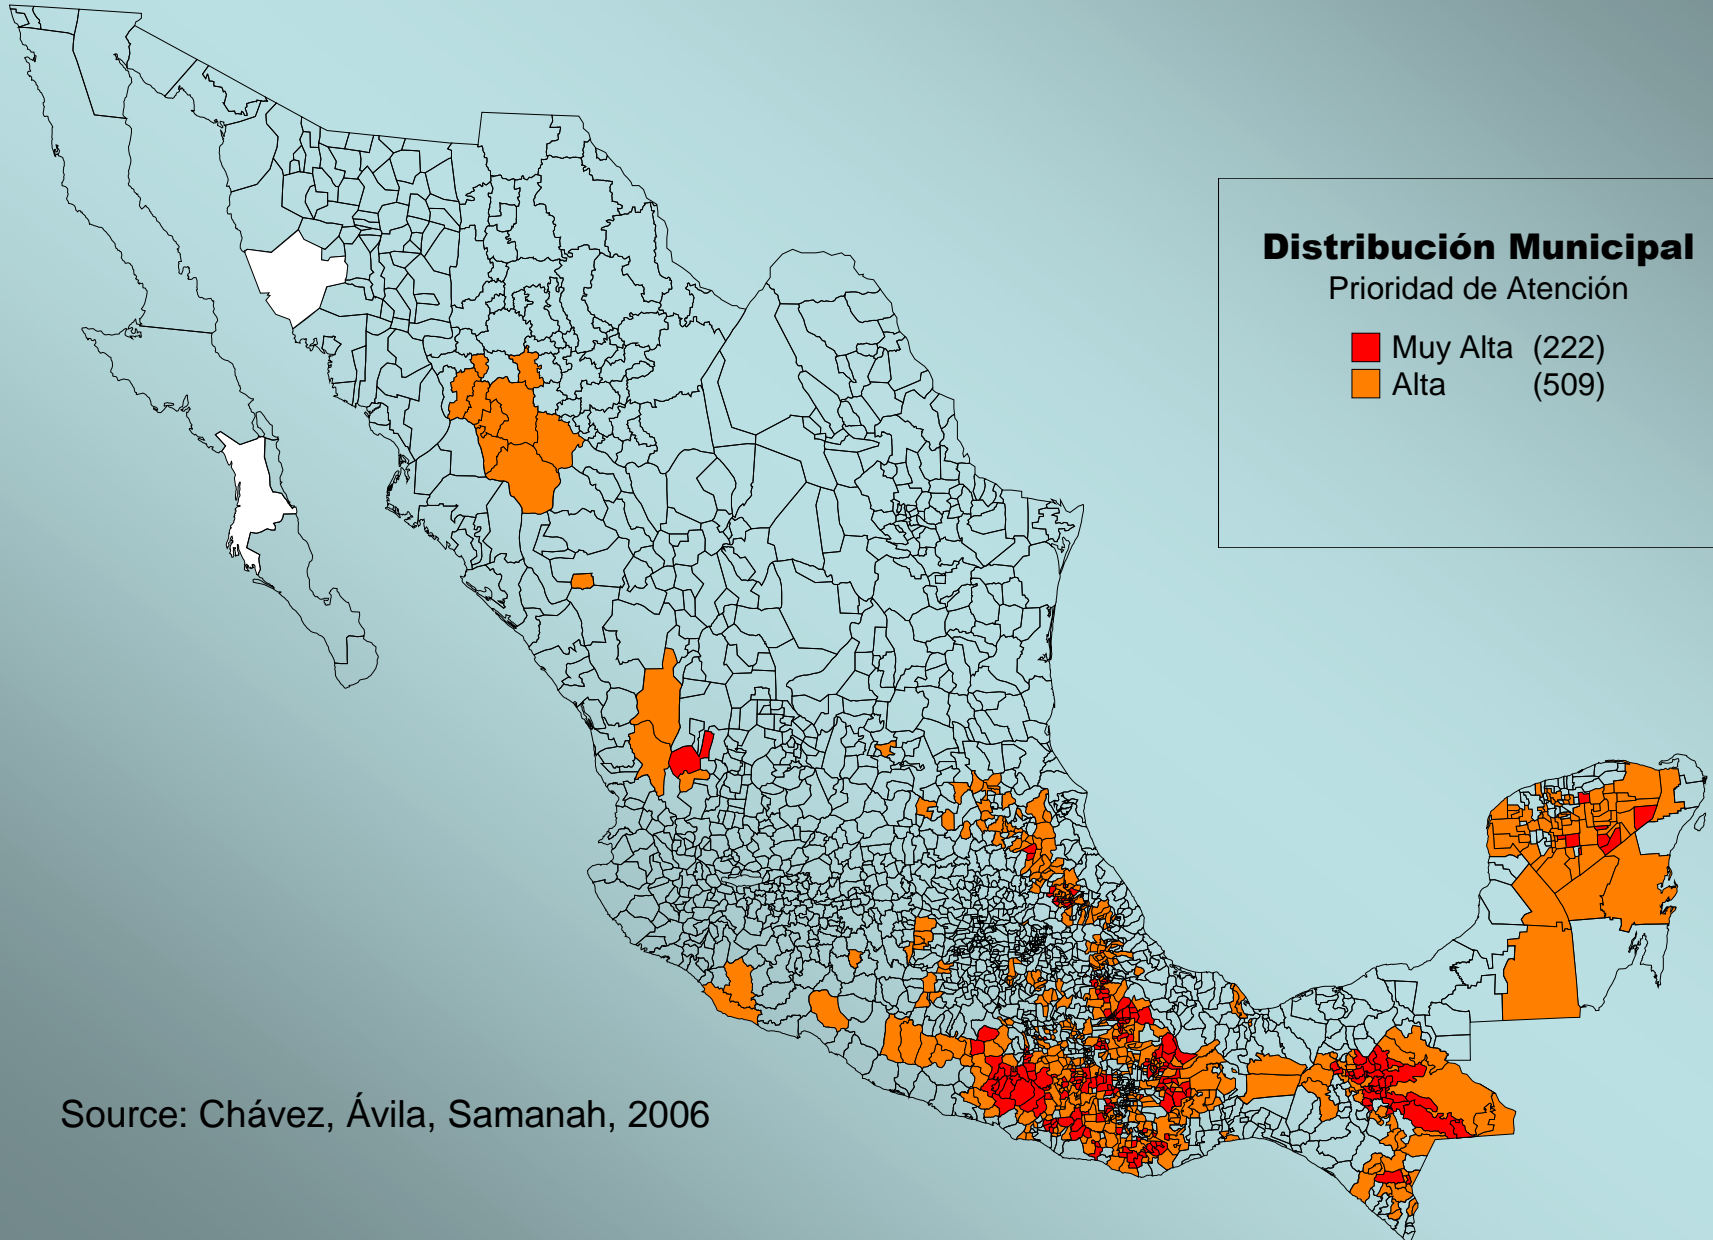 Distribución Municipal
Prioridad de Atención
Muy Alta (222)
Alta (509)
Source: Chávez, Ávila, Samanah, 2006